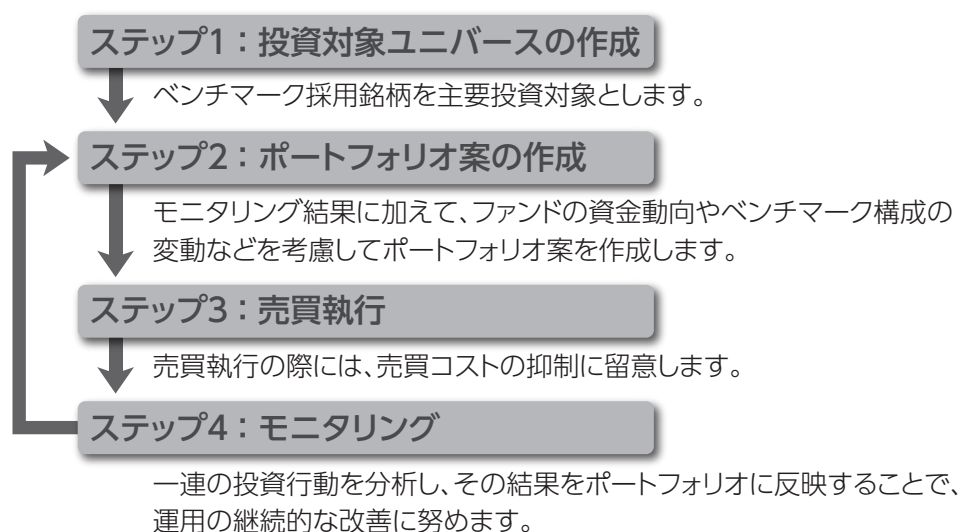 ステップ1：投資対象ユニバースの作成
ベンチマーク採用銘柄を主要投資対象とします。
ステップ2：ポートフォリオ案の作成
モニタリング結果に加えて、ファンドの資金動向やベンチマーク構成の
変動などを考慮してポートフォリオ案を作成します。
ステップ3：売買執行
売買執行の際には、売買コストの抑制に留意します。
ステップ4：モニタリング
一連の投資行動を分析し、その結果をポートフォリオに反映することで、
運用の継続的な改善に努めます。